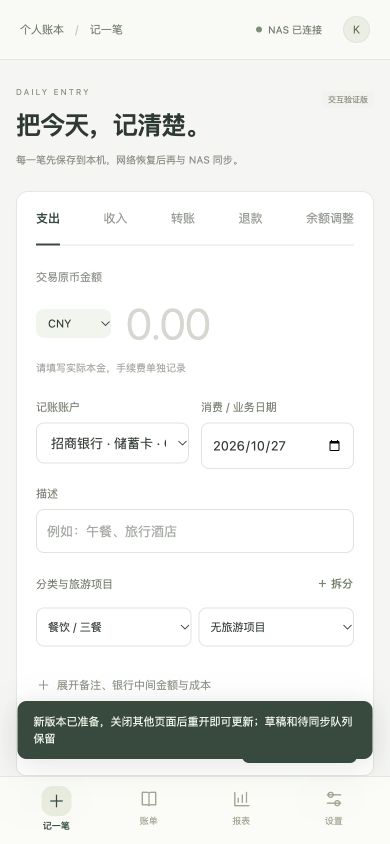 个人账本 / 记一笔
NAS 已连接
K
DAILY ENTRY
交互验证版
把今天，记清楚。
每一笔先保存到本机，网络恢复后再与 NAS 同步。
支出 收入 转账 退款 余额调整
交易原币金额
CNY 0.00
请填写实际本金，手续费单独记录
记账账户 消费 / 业务日期
招商银行 · 储蓄卡 · 2026/10/27
描述
例如：午餐、旅行酒店
分类与旅游项目 + 拆分
餐饮 / 三餐 无旅游项目
+ 展开备注、银行中间金额与成本
新版本已准备，关闭其他页面后重开即可更新；草稿和待同步队列
保留
记一笔 账单 报表 设置